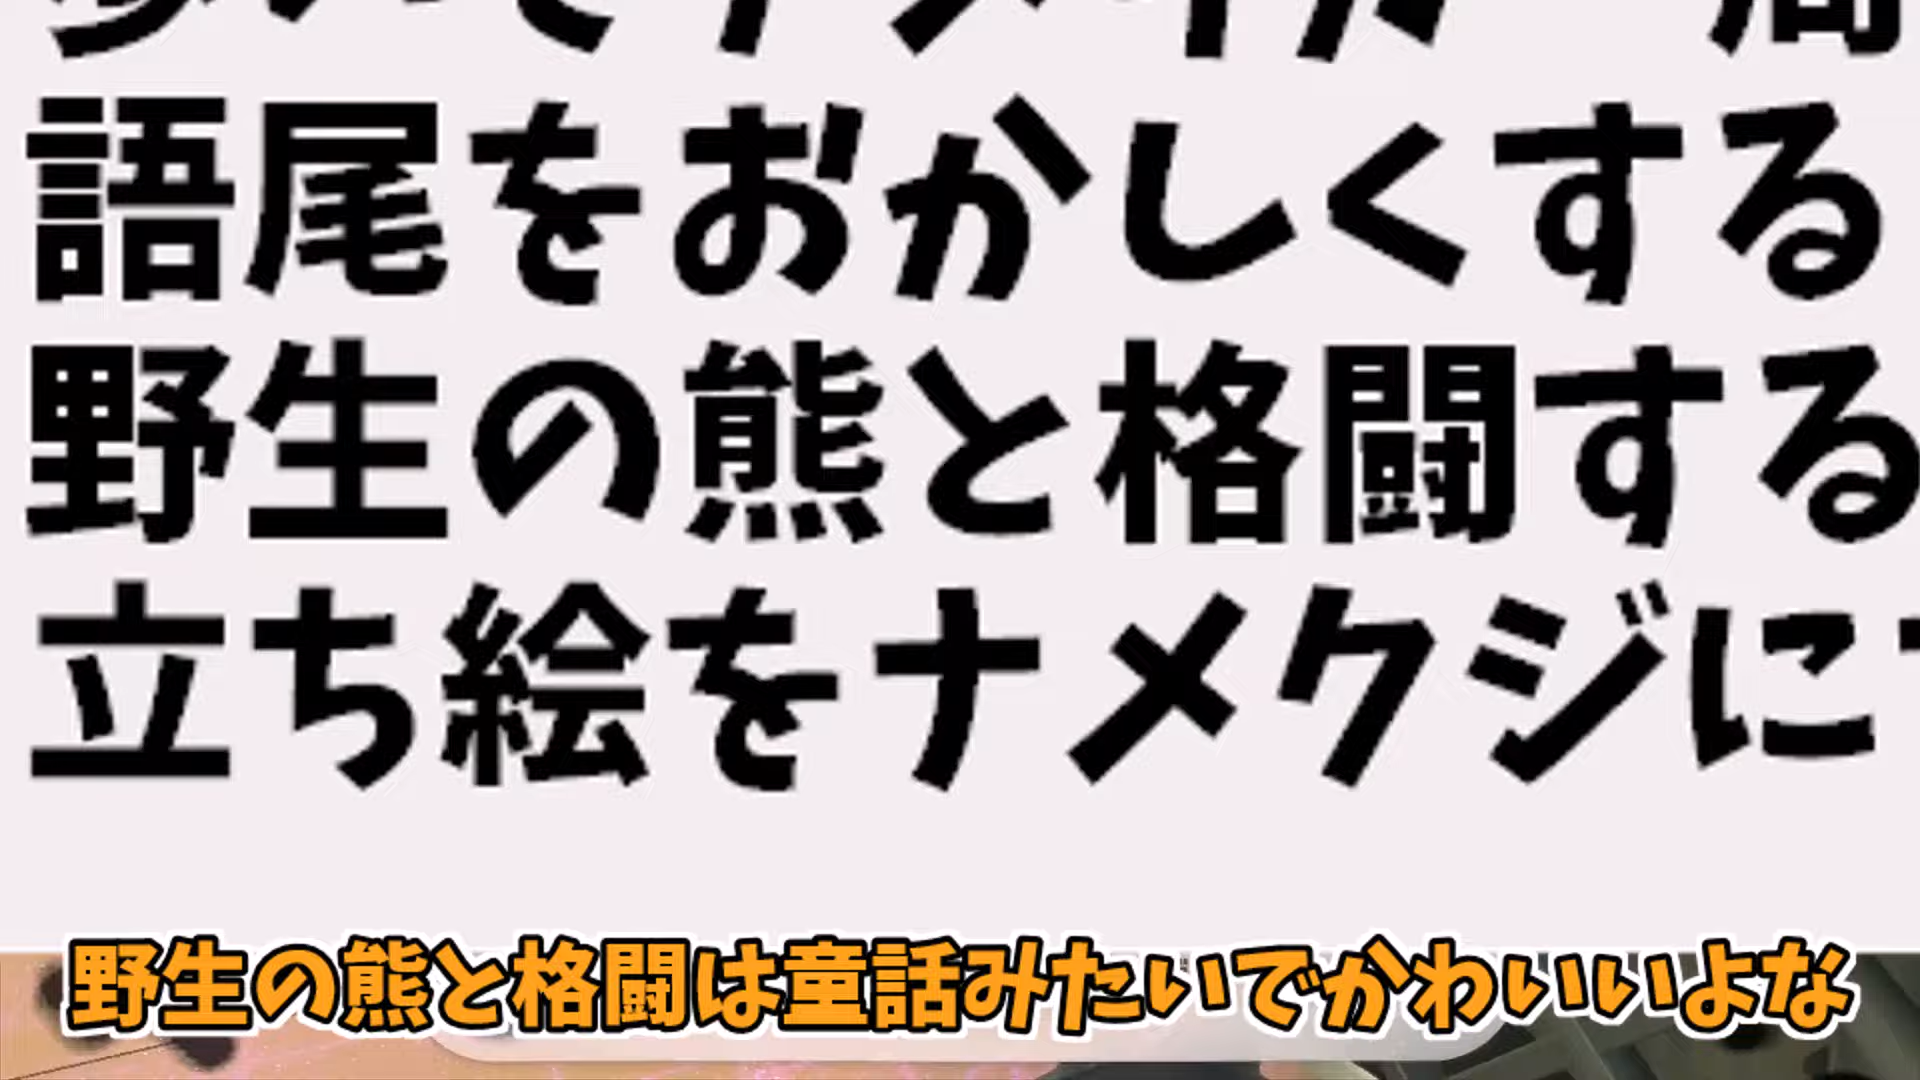 語尾をおかしくする
野生の熊と格闘する
立ち絵をナメクジに
野生の熊と格闘は童話みたいでかわいいよな